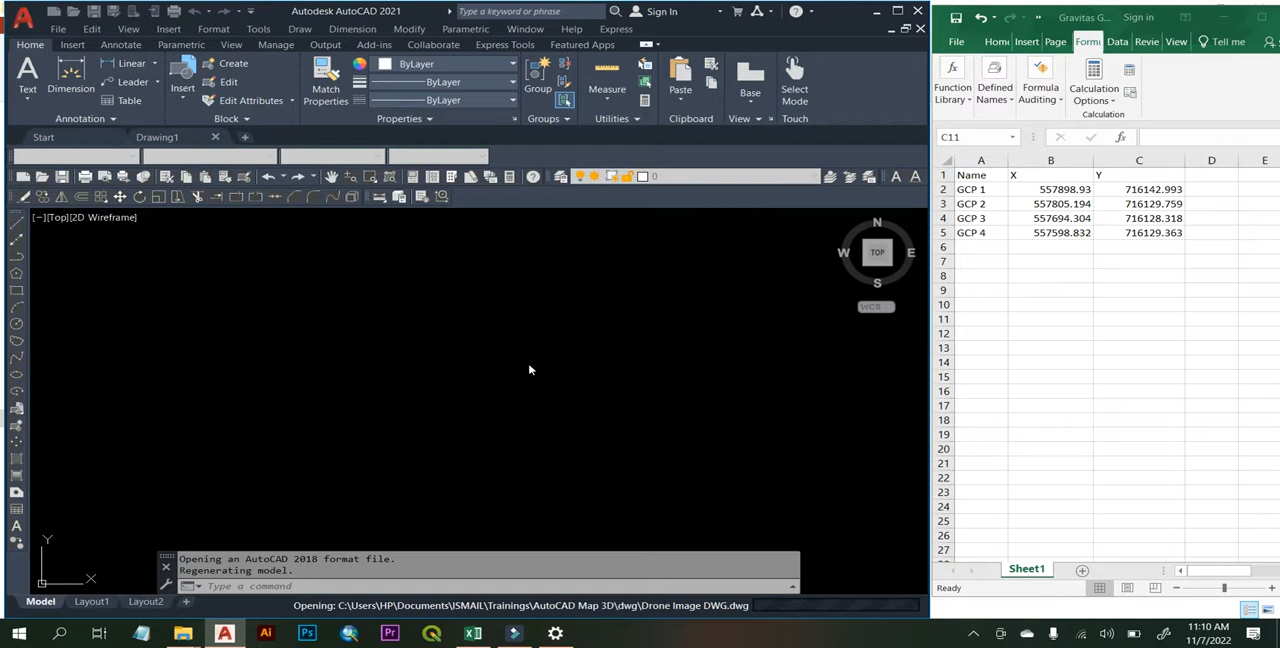 Autodesk AutoCAD 2021
Type a keyword or phrase
Sign In
File Edit View Insert Format Tools Draw Dimension Modify Parametric Window Help Express
Home Insert Annotate Parametric View Manage Output Add-ins Collaborate Express Tools Featured Apps
Text
Dimension
Linear
Leader
Table
Annotation
Insert
Create
Edit
Edit Attributes
Block
Match
Properties
ByLayer
ByLayer
ByLayer
Properties
Group
Groups
Measure
Utilities
Paste
Clipboard
Base
View
Select
Mode
Touch
Start
Drawing1
0
[−][Top][2D Wireframe]
N
W TOP E
S
WCS
Y
X
Opening an AutoCAD 2018 format file.
Regenerating model.
Type a command
Model Layout1 Layout2
Opening: C:\Users\HP\Documents\ISMAIL\Trainings\AutoCAD Map 3D\dwg\Drone Image DWG.dwg
Gravitas G...
Sign in
File Home Insert Page Form Data Revie View Tell me
Function
Library
Defined
Names
Formula
Auditing
Calculation
Options
Calculation
C11
A B C D E
1 Name X Y
2 GCP 1 557898.93 716142.993
3 GCP 2 557805.194 716129.759
4 GCP 3 557694.304 716128.318
5 GCP 4 557598.832 716129.363
6
7
8
9
10
11
12
13
14
15
16
17
18
19
20
21
22
23
24
25
26
27
Sheet1
Ready
Ai
Ps
Pr
11:10 AM
11/7/2022